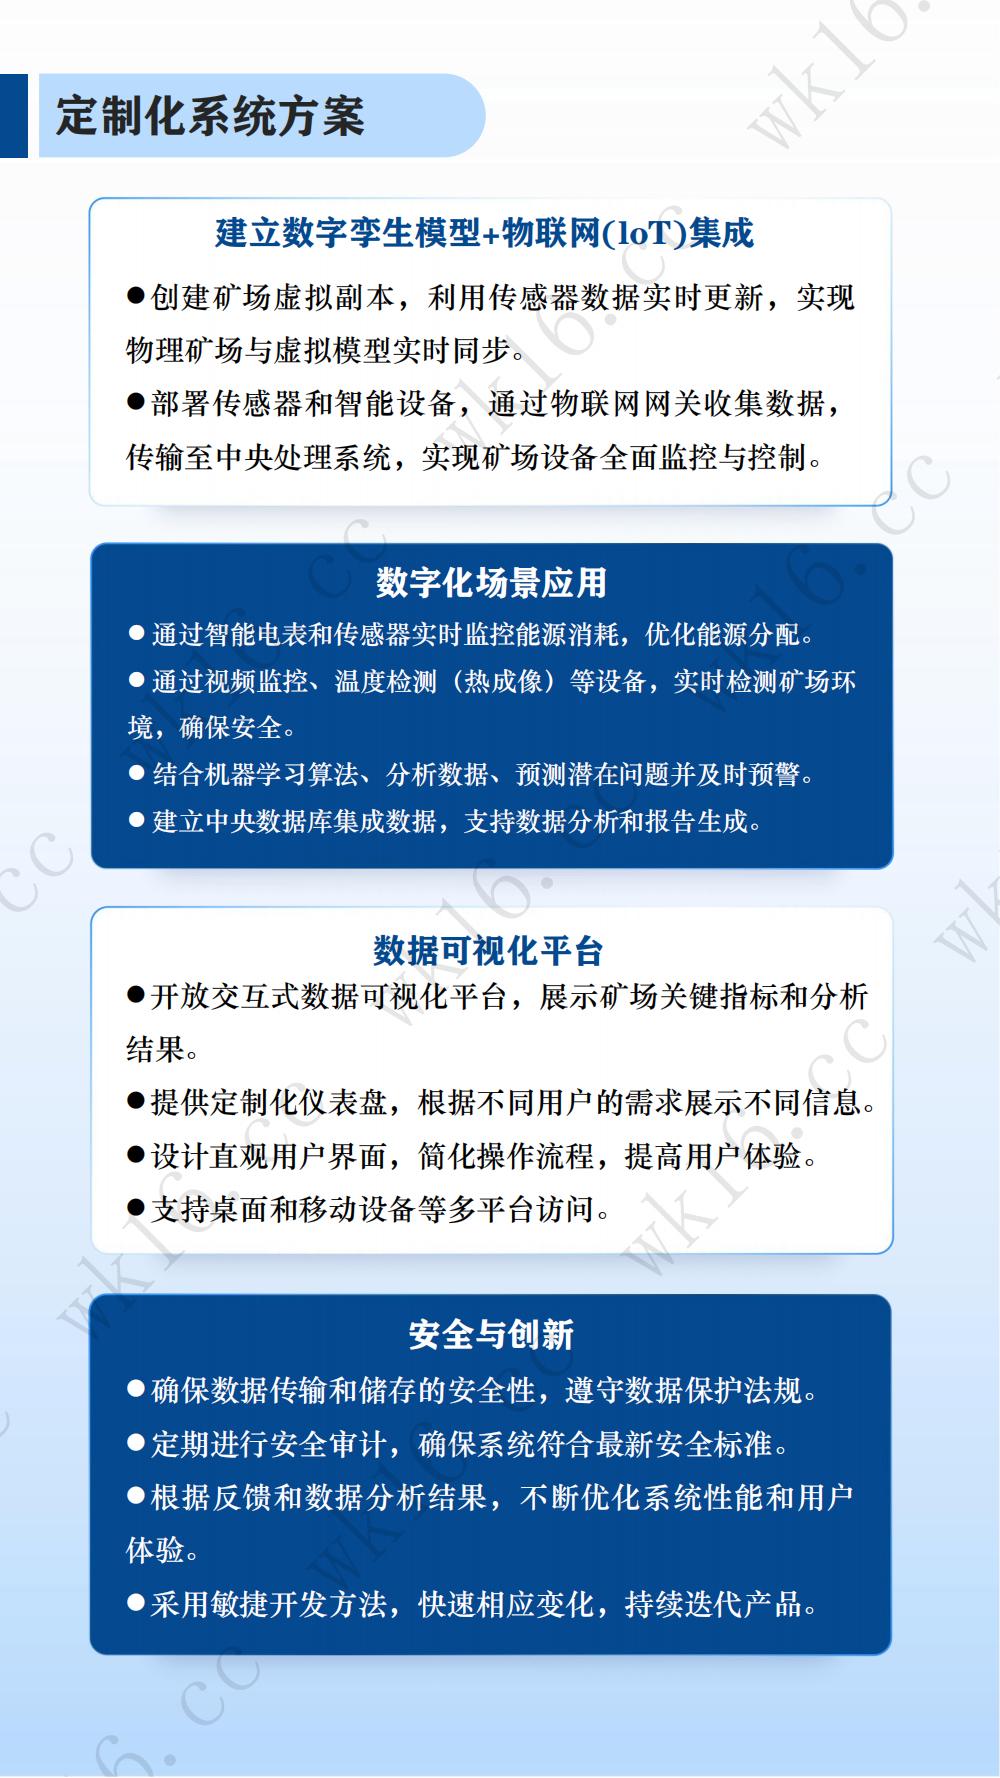 定制化系统方案
建立数字孪生模型+物联网(loT)集成
●创建矿场虚拟副本，利用传感器数据实时更新，实现
物理矿场与虚拟模型实时同步。
●部署传感器和智能设备，通过物联网网关收集数据，
传输至中央处理系统，实现矿场设备全面监控与控制。
数字化场景应用
●通过智能电表和传感器实时监控能源消耗，优化能源分配。
●通过视频监控、温度检测（热成像）等设备，实时检测矿场环
境，确保安全。
●结合机器学习算法、分析数据、预测潜在问题并及时预警。
●建立中央数据库集成数据，支持数据分析和报告生成。
数据可视化平台
●开放交互式数据可视化平台，展示矿场关键指标和分析
结果。
●提供定制化仪表盘，根据不同用户的需求展示不同信息。
●设计直观用户界面，简化操作流程，提高用户体验。
●支持桌面和移动设备等多平台访问。
安全与创新
●确保数据传输和储存的安全性，遵守数据保护法规。
●定期进行安全审计，确保系统符合最新安全标准。
●根据反馈和数据分析结果，不断优化系统性能和用户
体验。
●采用敏捷开发方法，快速相应变化，持续迭代产品。
wk16.cc
wk16.cc
wk16.cc
wk16.cc
wk16.cc
wk16.cc
wk16.cc